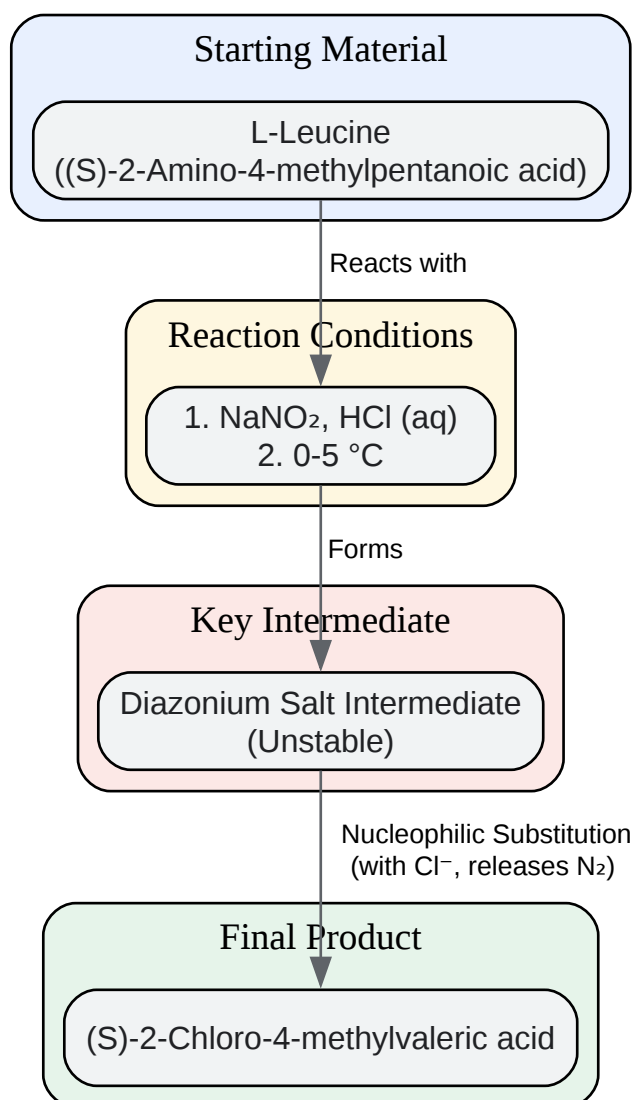 Starting Material
L-Leucine
((S)-2-Amino-4-methylpentanoic acid)
Reacts with
Reaction Conditions
1. NaNO₂, HCl (aq)
2. 0-5 °C
Forms
Key Intermediate
Diazonium Salt Intermediate
(Unstable)
Nucleophilic Substitution
(with Cl⁻, releases N₂)
Final Product
(S)-2-Chloro-4-methylvaleric acid